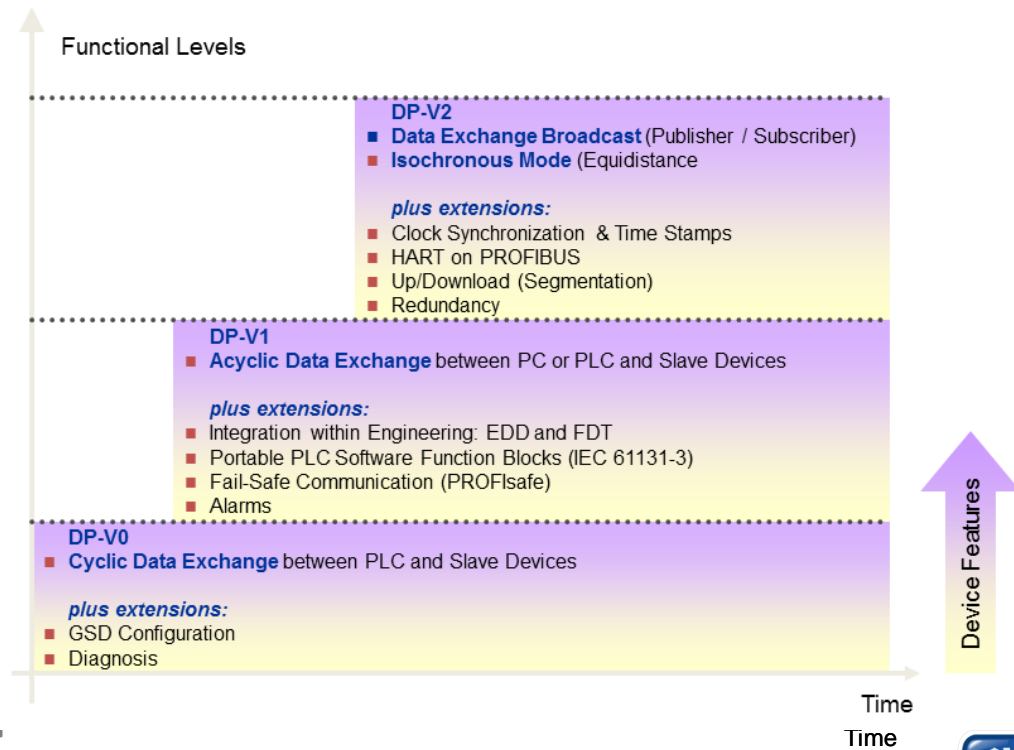 Functional Levels
DP-V2
Data Exchange Broadcast (Publisher / Subscriber)
Isochronous Mode (Equidistance
plus extensions:
Clock Synchronization & Time Stamps
HART on PROFIBUS
Up/Download (Segmentation)
Redundancy
DP-V1
Acyclic Data Exchange between PC or PLC and Slave Devices
plus extensions:
Integration within Engineering: EDD and FDT
Portable PLC Software Function Blocks (IEC 61131-3)
Fail-Safe Communication (PROFIsafe)
Alarms
DP-V0
Cyclic Data Exchange between PLC and Slave Devices
plus extensions:
GSD Configuration
Diagnosis
Device Features
Time
Time